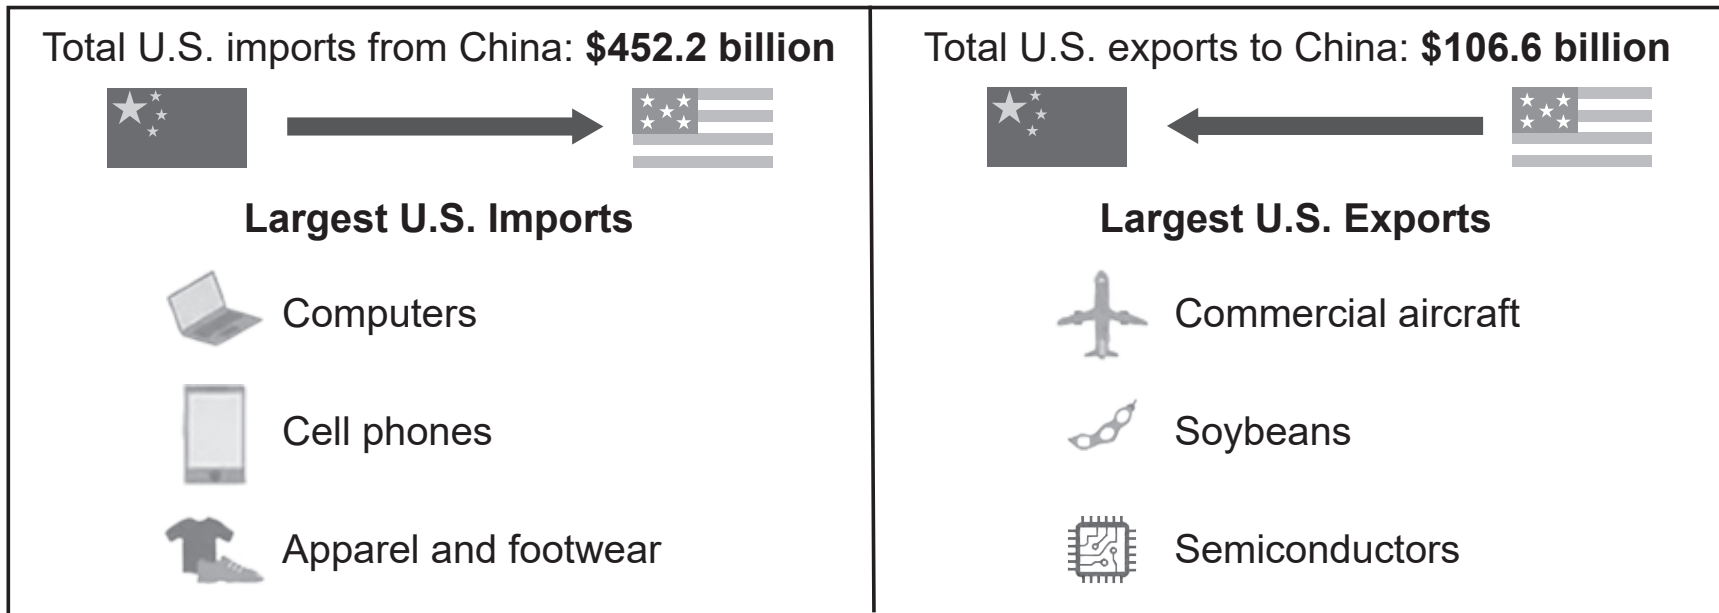 Total U.S. imports from China: $452.2 billion
Largest U.S. Imports
Computers
Cell phones
Apparel and footwear
Total U.S. exports to China: $106.6 billion
Largest U.S. Exports
Commercial aircraft
Soybeans
Semiconductors